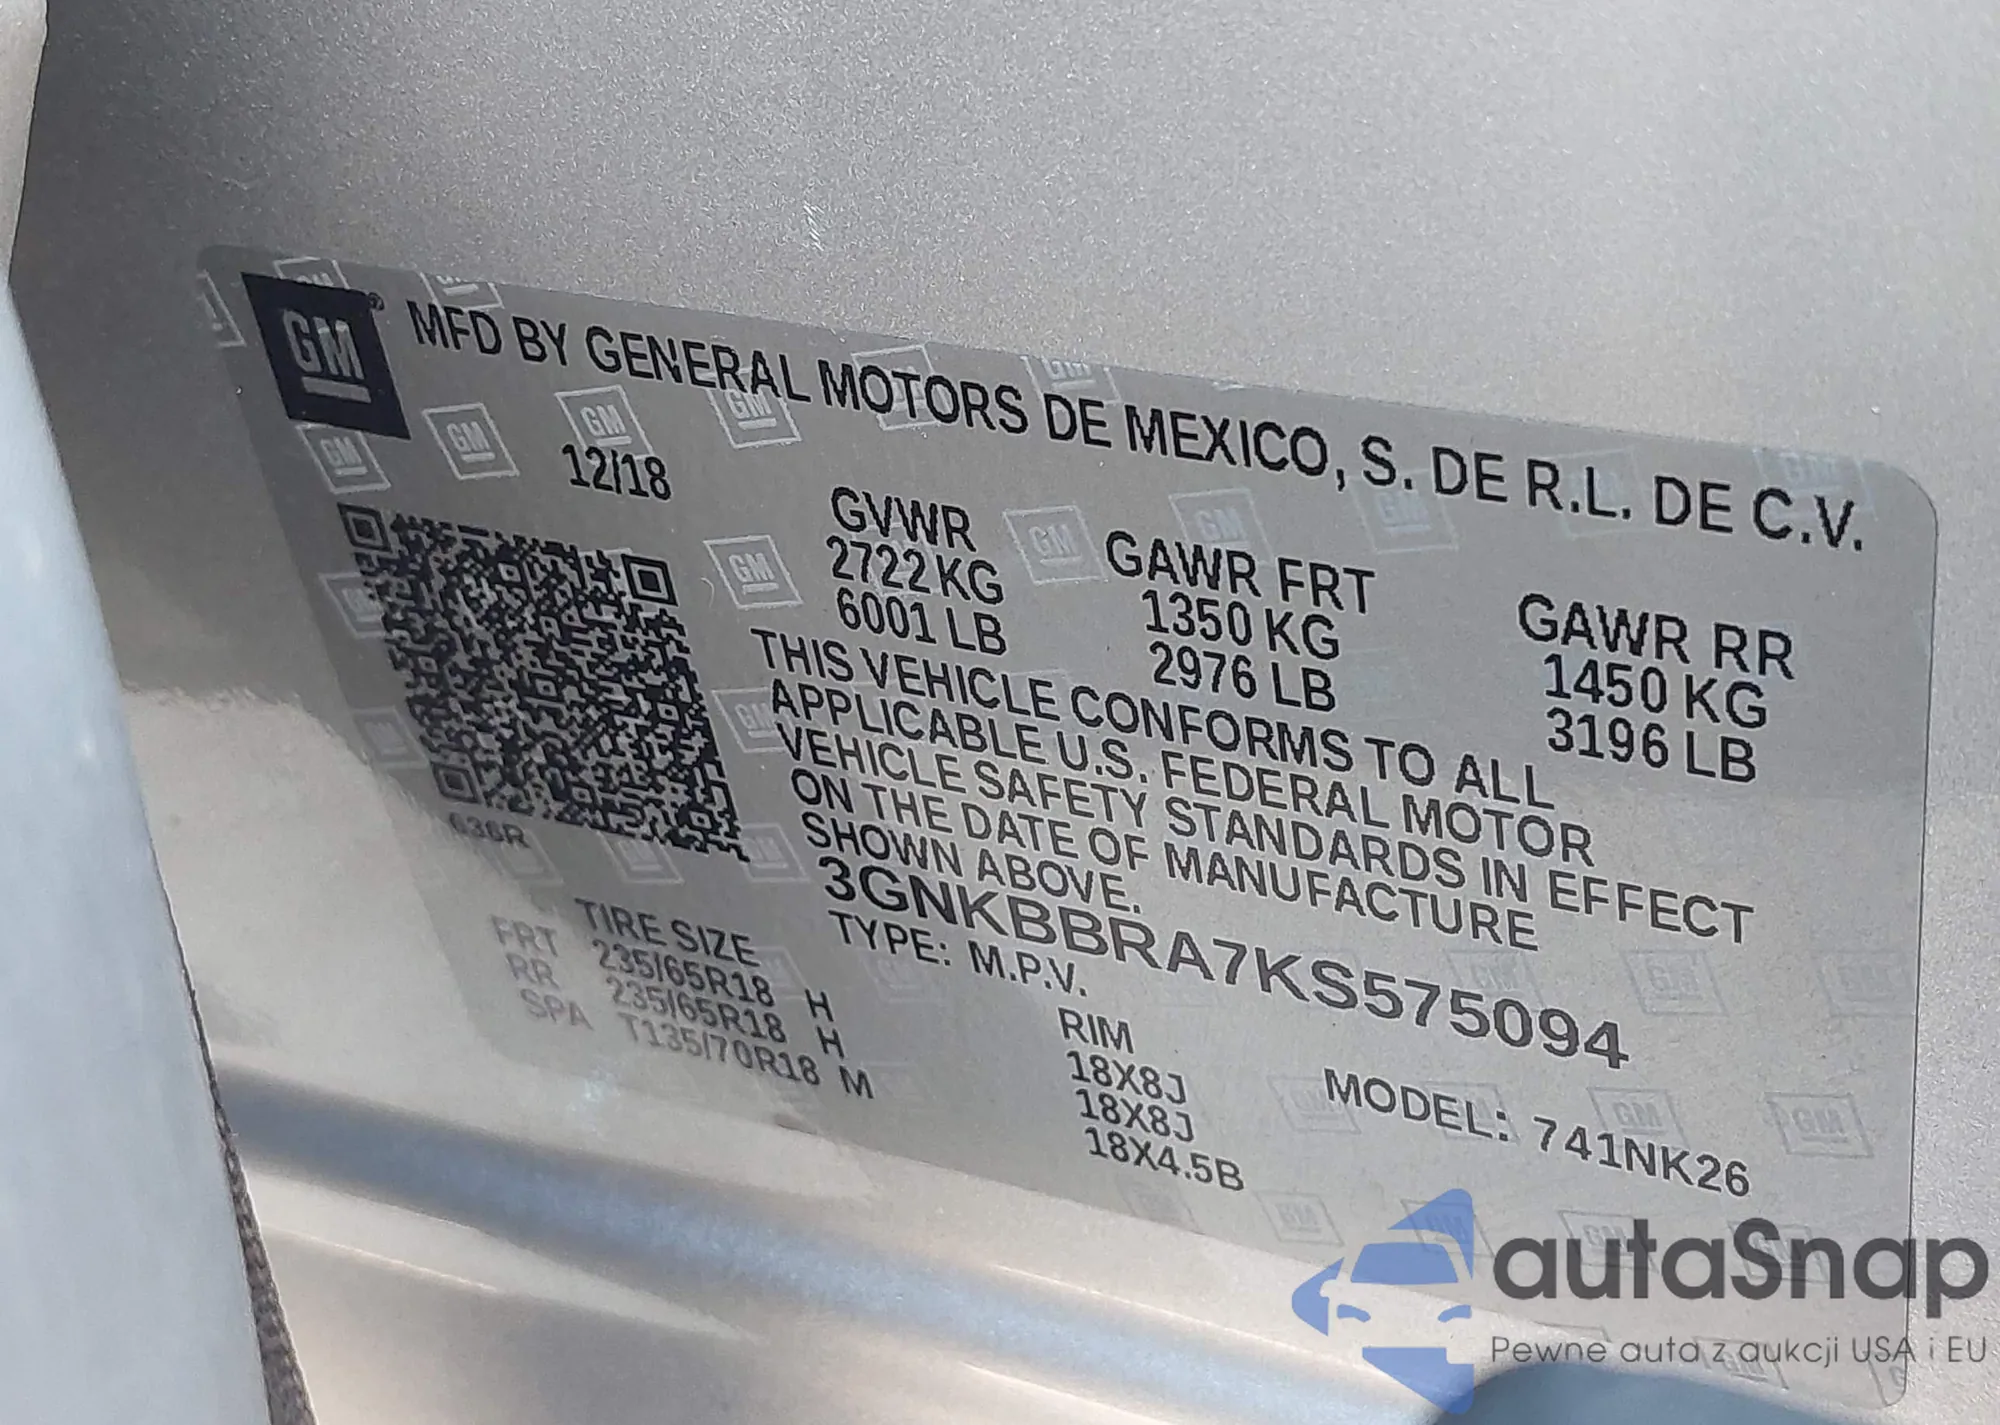 GM
MFD BY GENERAL MOTORS DE MEXICO, S. DE R.L. DE C.V.
12/18
GVWR
2722KG
6001 LB
GAWR FRT
1350 KG
2976 LB
GAWR RR
1450 KG
3196 LB
THIS VEHICLE CONFORMS TO ALL
APPLICABLE U.S. FEDERAL MOTOR
VEHICLE SAFETY STANDARDS IN EFFECT
ON THE DATE OF MANUFACTURE
SHOWN ABOVE.
3GNKBBRA7KS575094
TYPE: M.P.V.
MODEL: 741NK26
636R
TIRE SIZE RIM
FRT 235/65R18 H 18X8J
RR 235/65R18 H 18X8J
SPA T135/70R18 M 18X4.5B
autaSnap
Pewne auta z aukcji USA i EU